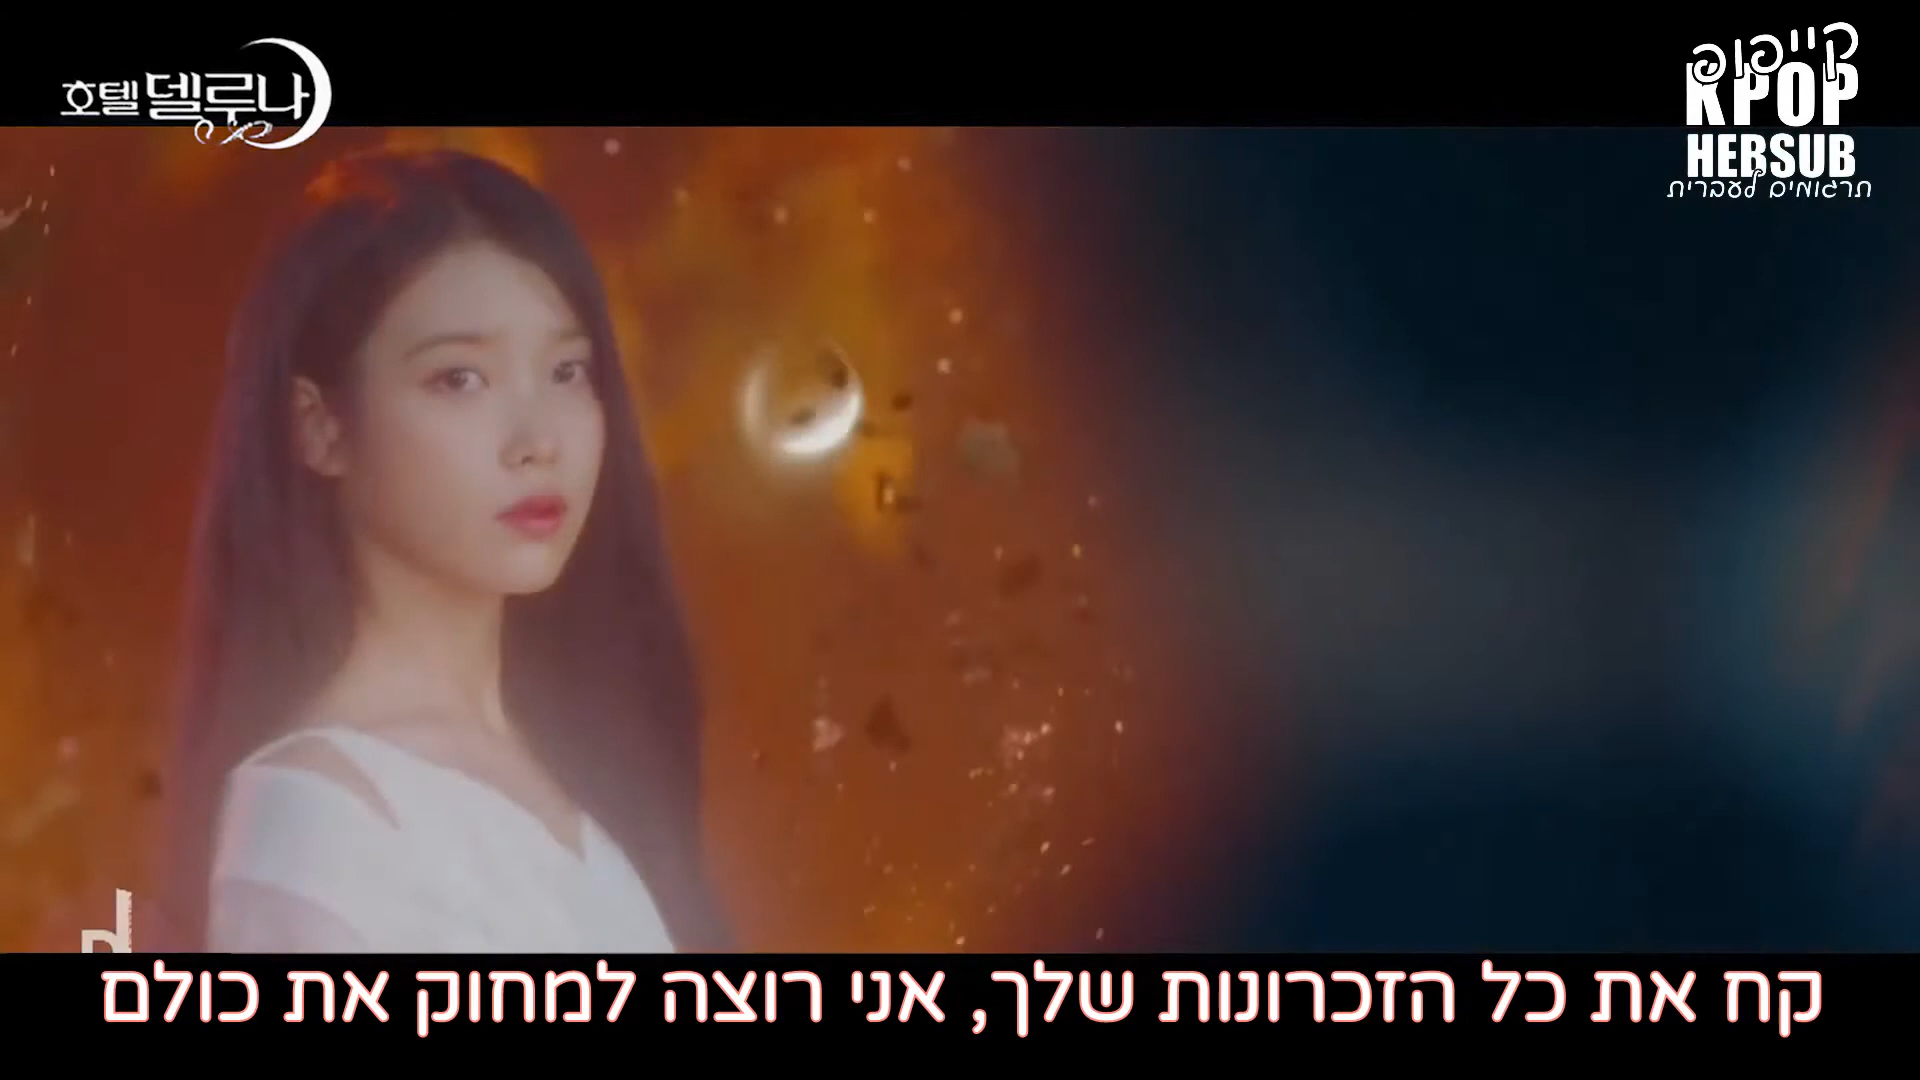 호텔 델루나
קייפופ
KPOP
HEBSUB
תרגומים לעברית
קח את כל הזכרונות שלך, אני רוצה למחוק את כולם